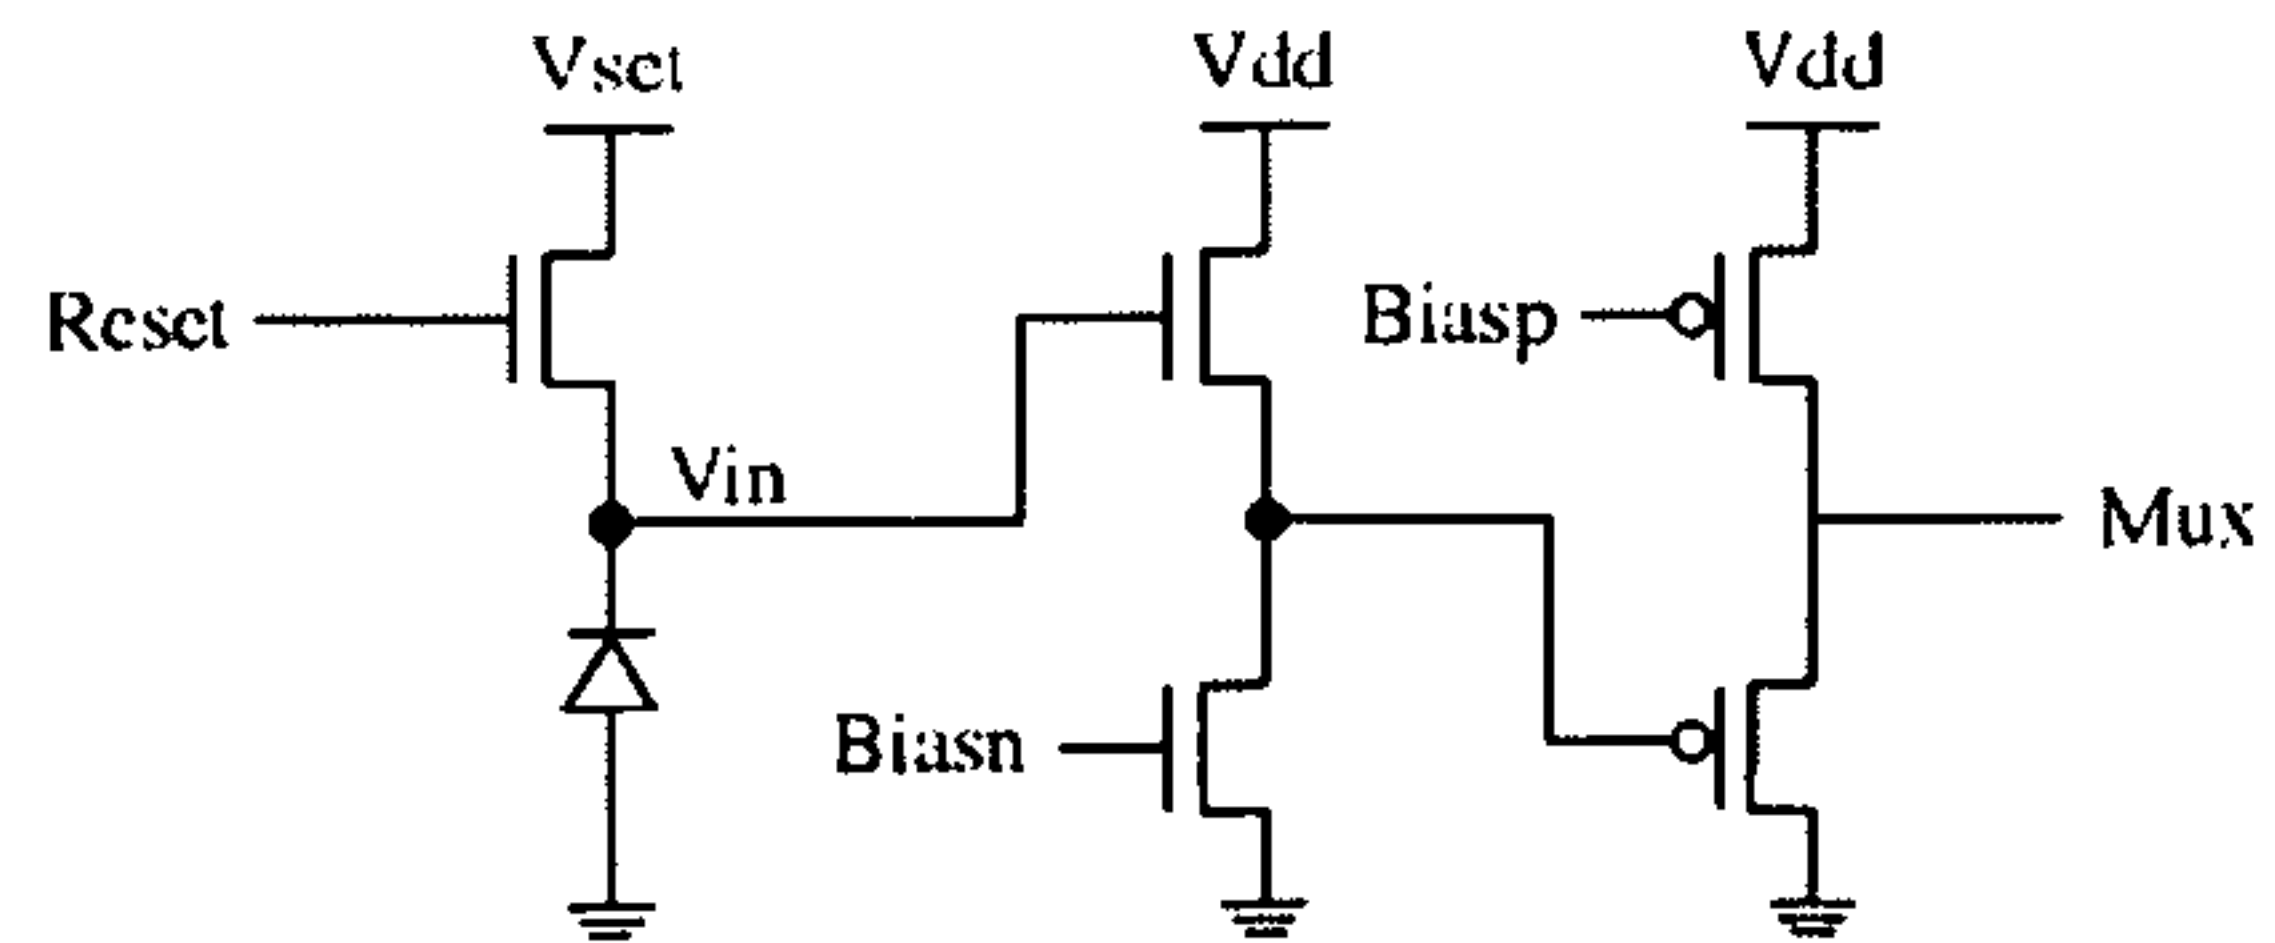 Vset
Vdd
Vdd
Reset
Biasp
Vin
Mux
Biasn